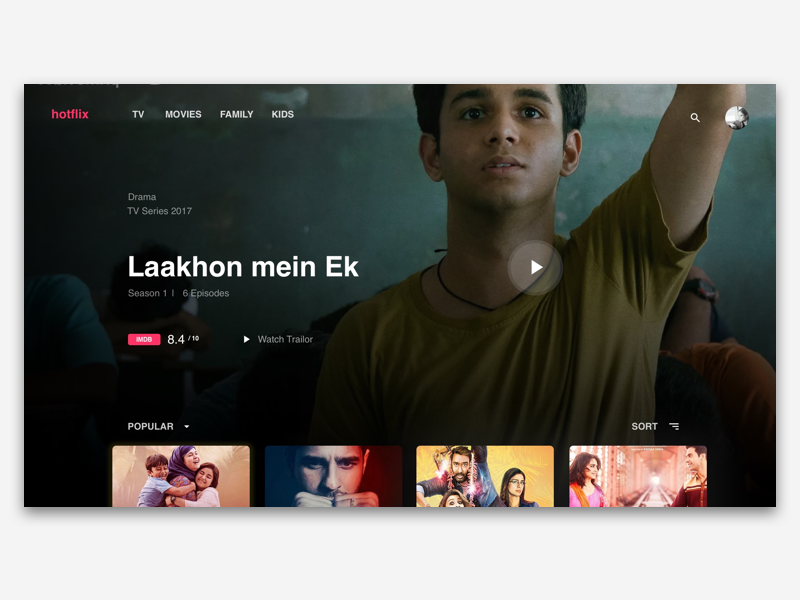 hotflix
TV MOVIES FAMILY KIDS
Drama
TV Series 2017
Laakhon mein Ek
Season 1 | 6 Episodes
IMDB 8.4 / 10
Watch Trailor
POPULAR
SORT